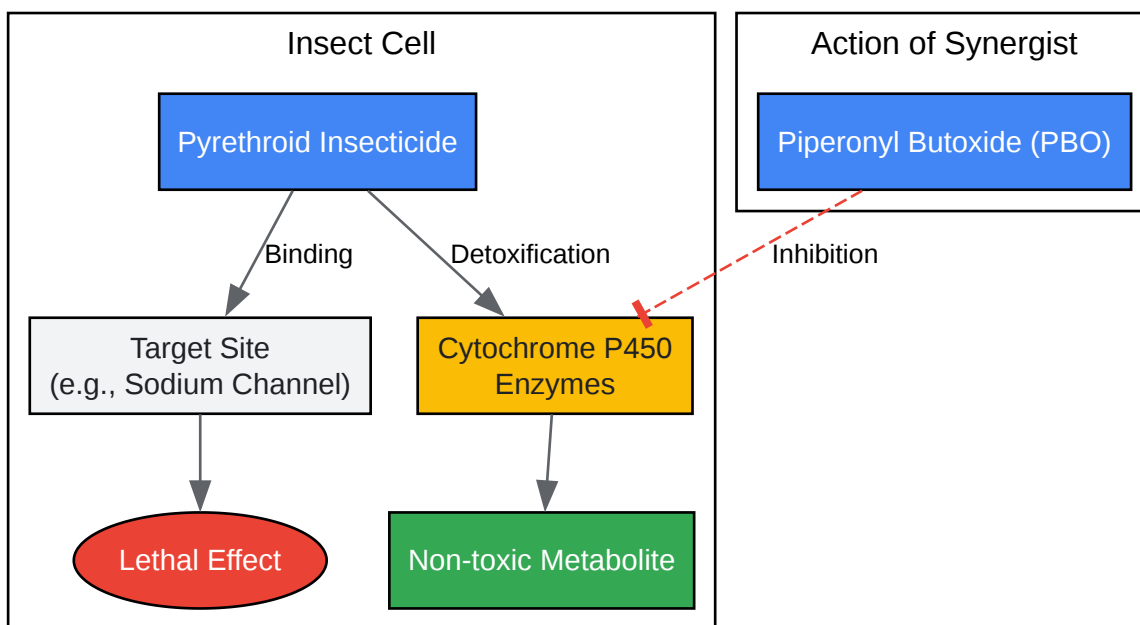 Insect Cell
Action of Synergist
Pyrethroid Insecticide
Piperonyl Butoxide (PBO)
Binding
Detoxification
Inhibition
Target Site
(e.g., Sodium Channel)
Cytochrome P450
Enzymes
Lethal Effect
Non-toxic Metabolite